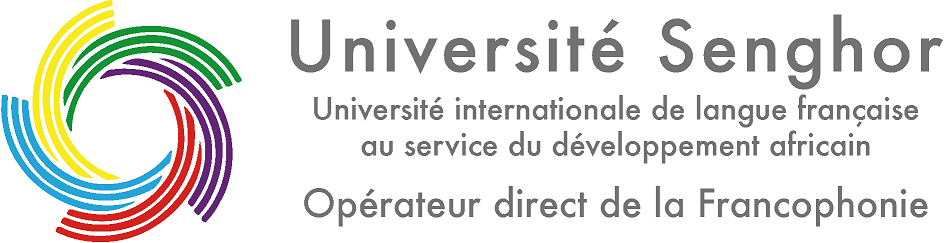 Université Senghor
Université internationale de langue française
au service du développement africain
Opérateur direct de la Francophonie